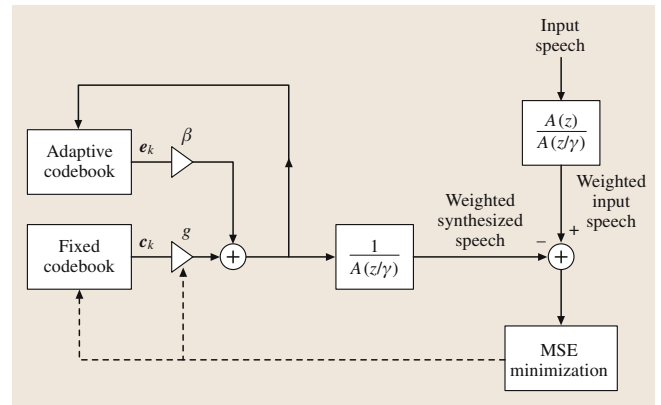 Input
speech
A(z)
A(z/γ)
Adaptive
codebook
e_k
β
Weighted
input
speech
Weighted
synthesized
speech
Fixed
codebook
c_k
g
+
1
A(z/γ)
−
+
+
MSE
minimization